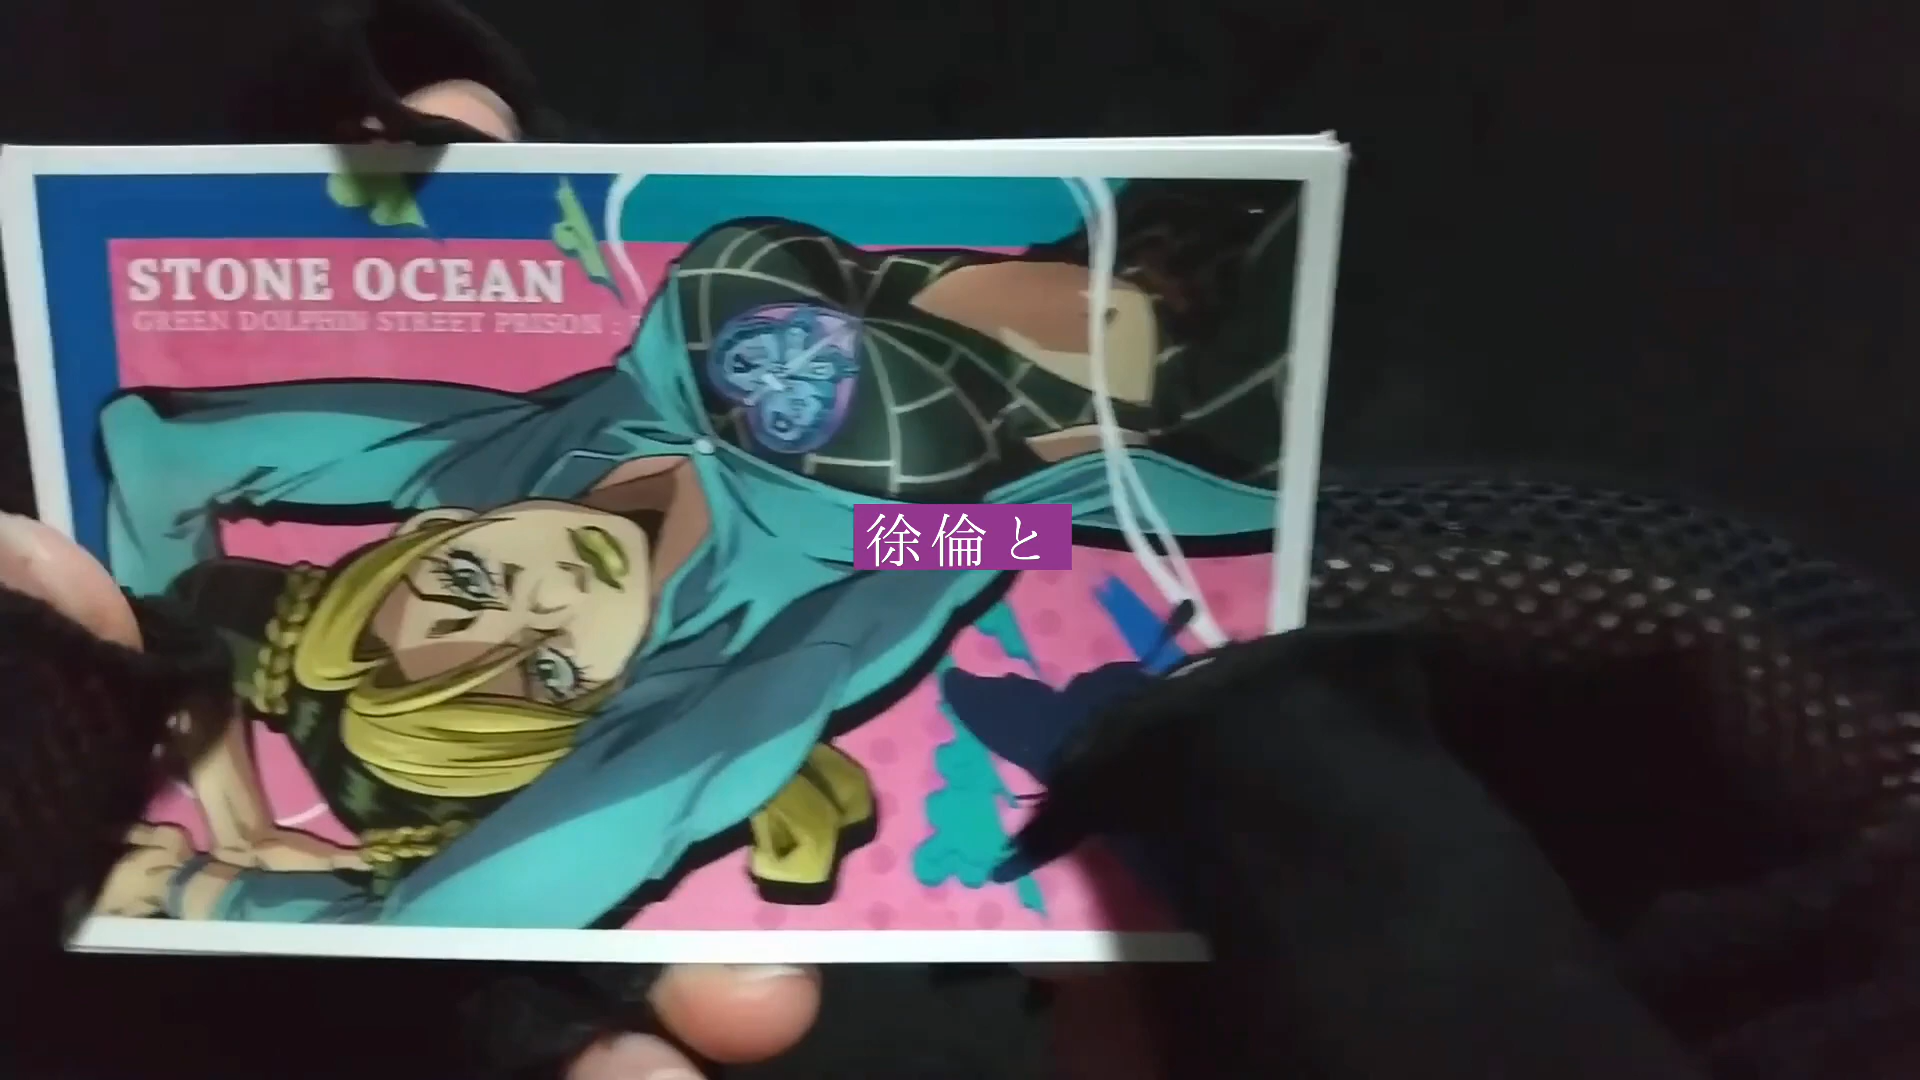 STONE OCEAN
GREEN DOLPHIN STREET PRISON :
徐倫と